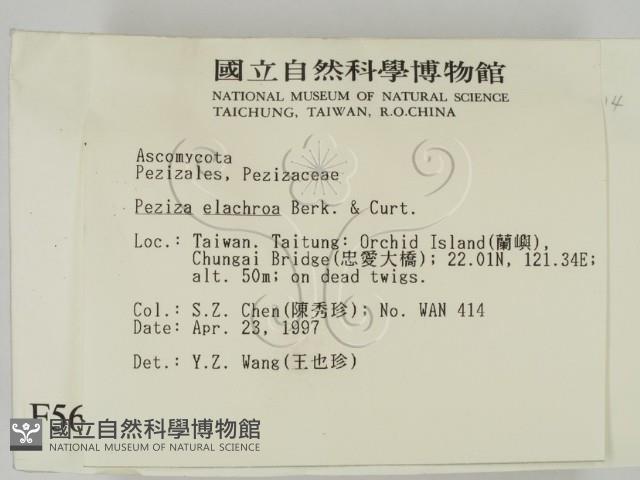 國立自然科學博物館
NATIONAL MUSEUM OF NATURAL SCIENCE
TAICHUNG, TAIWAN, R.O.CHINA
14
Ascomycota
Pezizales, Pezizaceae
Peziza elachroa Berk. & Curt.
Loc.: Taiwan. Taitung: Orchid Island(蘭嶼),
Chungai Bridge(忠愛大橋); 22.01N, 121.34E;
alt. 50m; on dead twigs.
Col.: S.Z. Chen(陳秀珍); No. WAN 414
Date: Apr. 23, 1997
Det.: Y.Z. Wang(王也珍)
F56
國立自然科學博物館
NATIONAL MUSEUM OF NATURAL SCIENCE